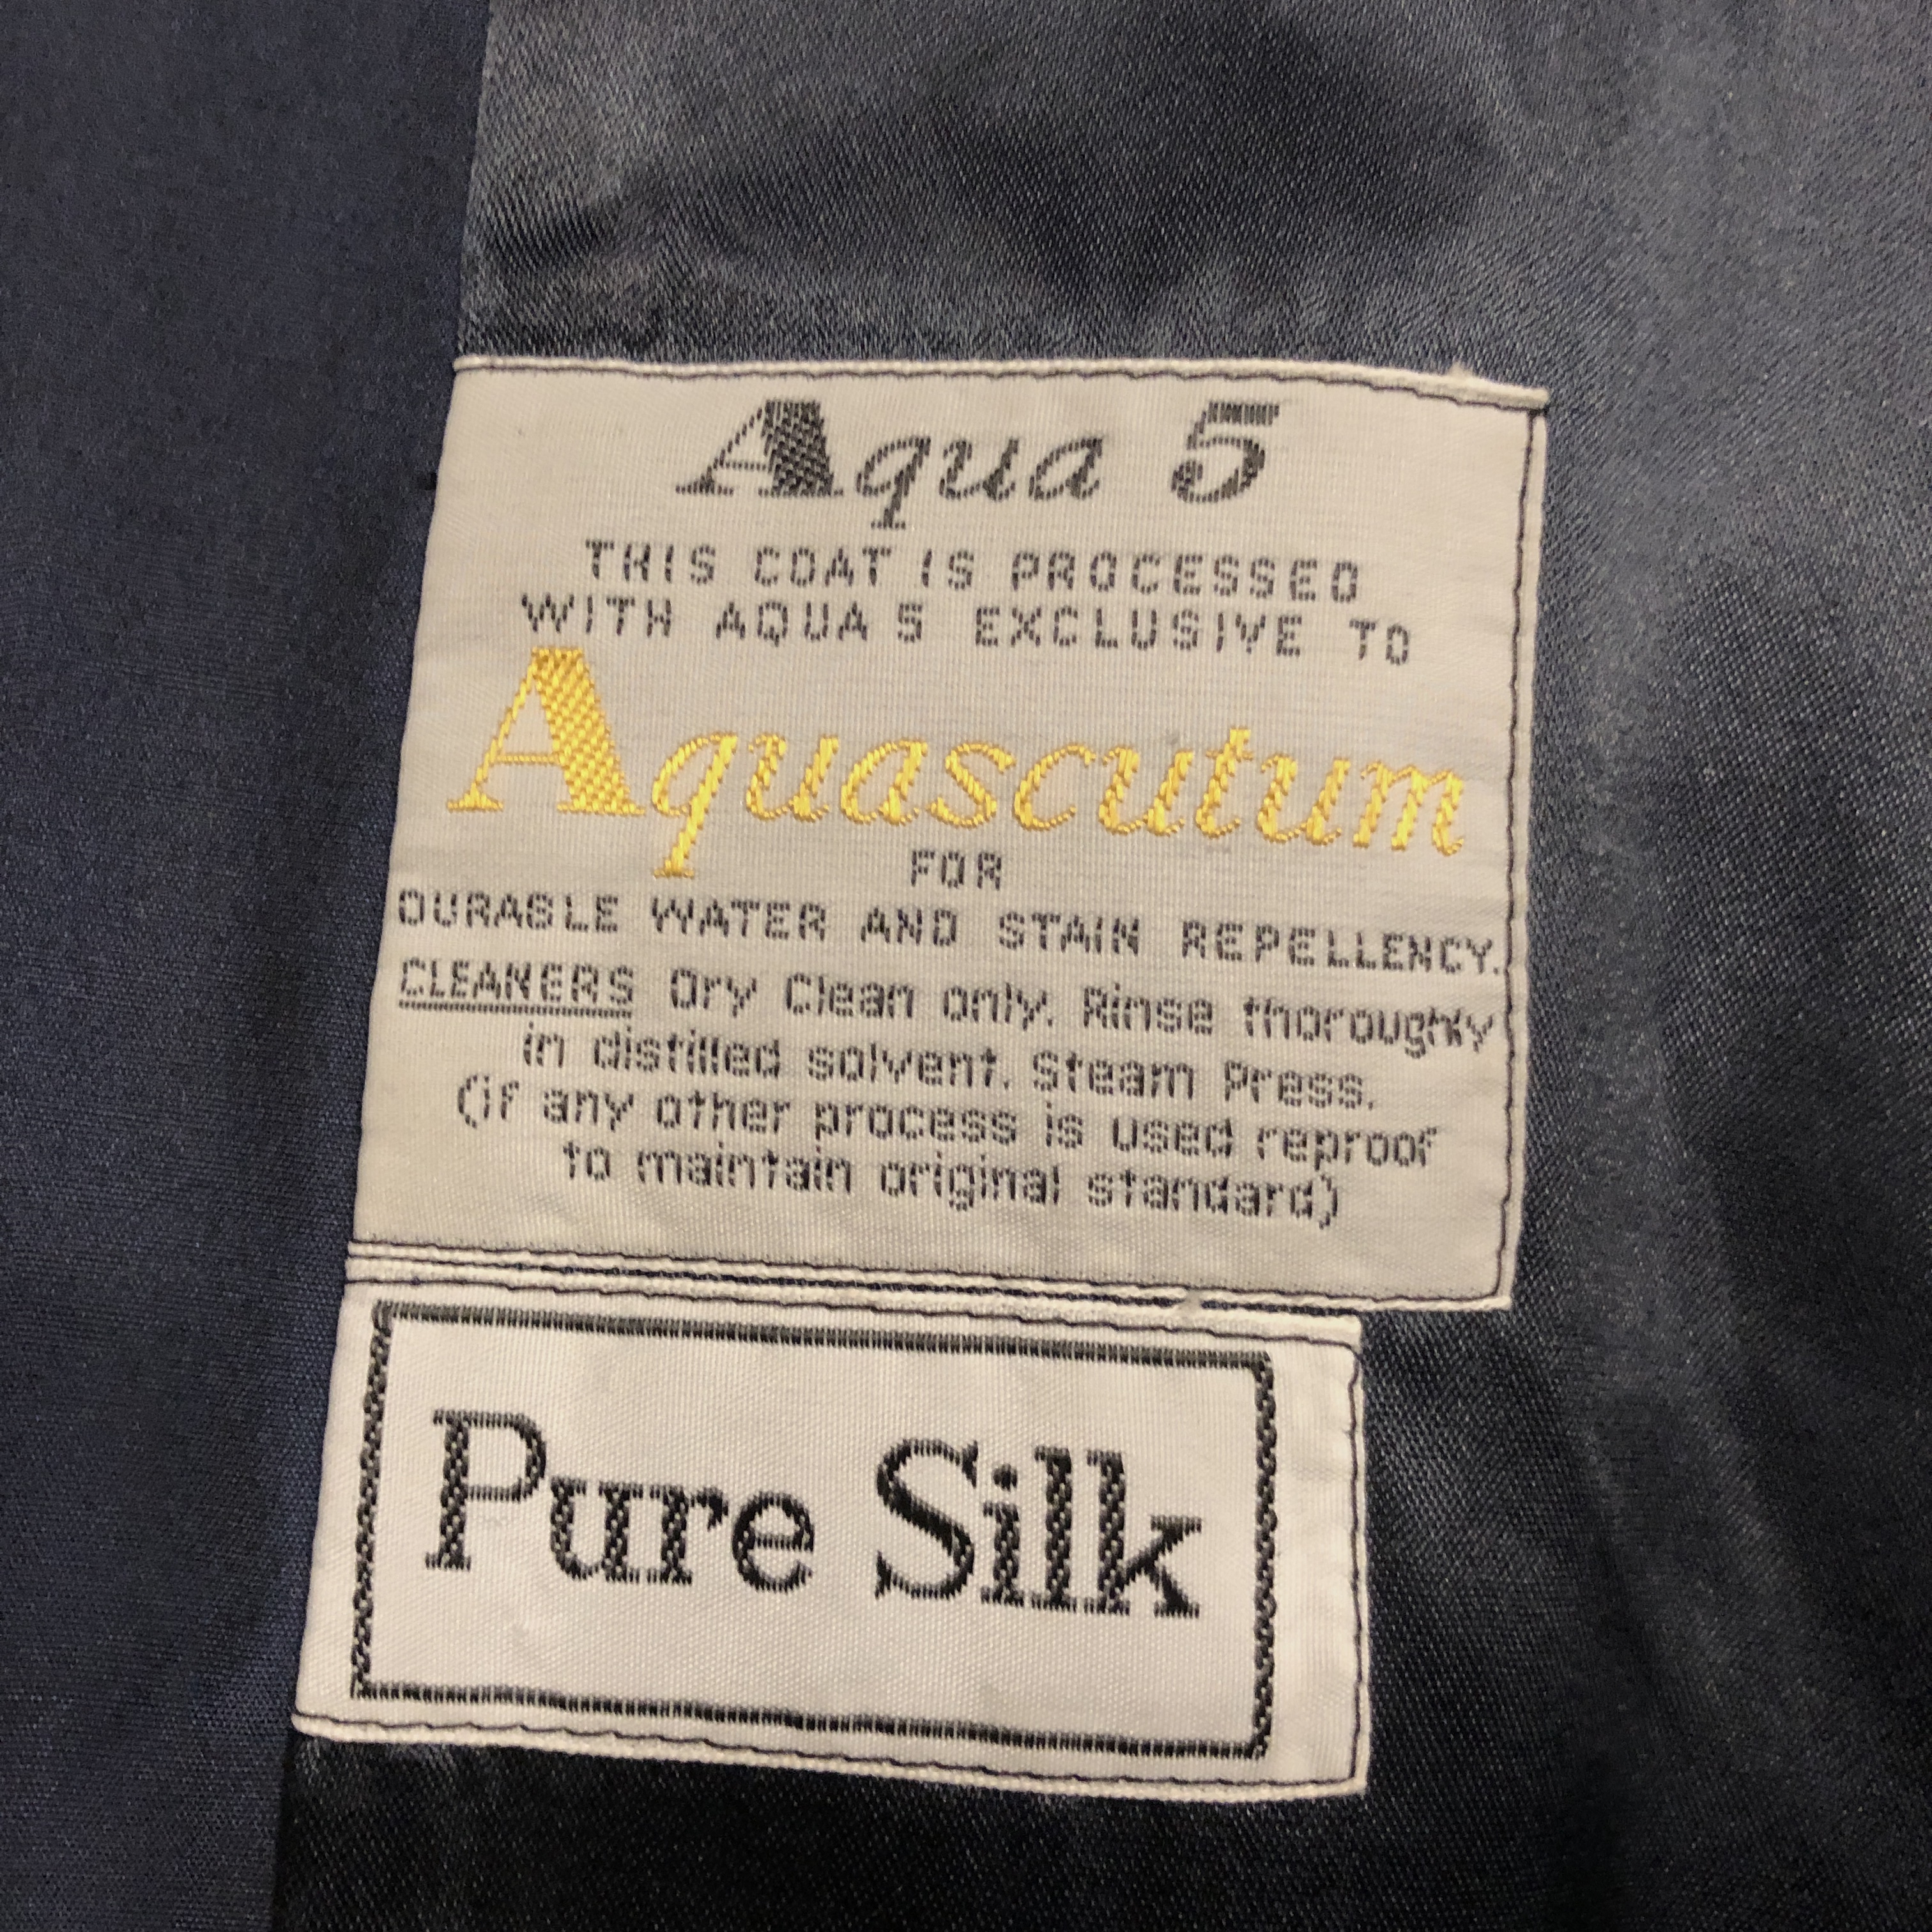 Aqua 5
THIS COAT IS PROCESSED
WITH AQUA 5 EXCLUSIVE TO
Aquascutum
FOR
DURABLE WATER AND STAIN REPELLENCY.
CLEANERS Dry Clean only. Rinse thoroughly
in distilled solvent. Steam Press.
(if any other process is used reproof
to maintain original standard)
Pure Silk